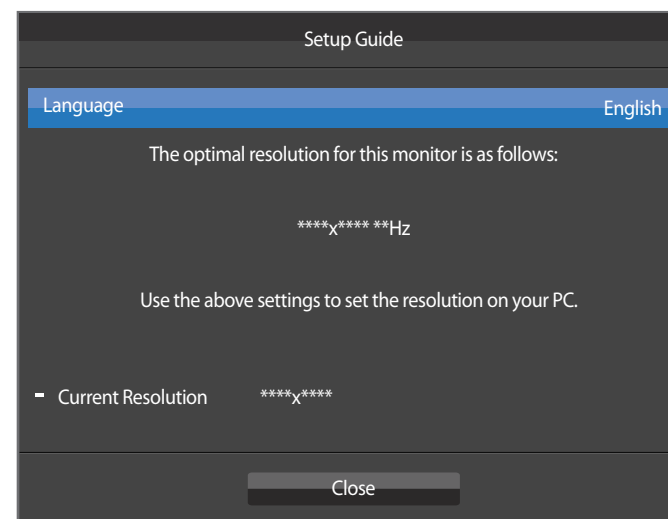 Setup Guide
Language English
The optimal resolution for this monitor is as follows:
****x**** **Hz
Use the above settings to set the resolution on your PC.
- Current Resolution ****x****
Close